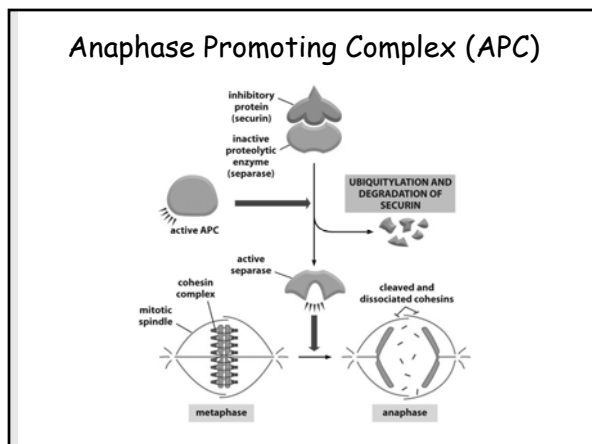 Anaphase Promoting Complex (APC)
inhibitory
protein
(securin)
inactive
proteolytic
enzyme
(separase)
UBIQUITYLATION AND
DEGRADATION OF
SECURIN
active APC
active
separase
cohesin
complex
cleaved and
dissociated cohesins
mitotic
spindle
metaphase
anaphase